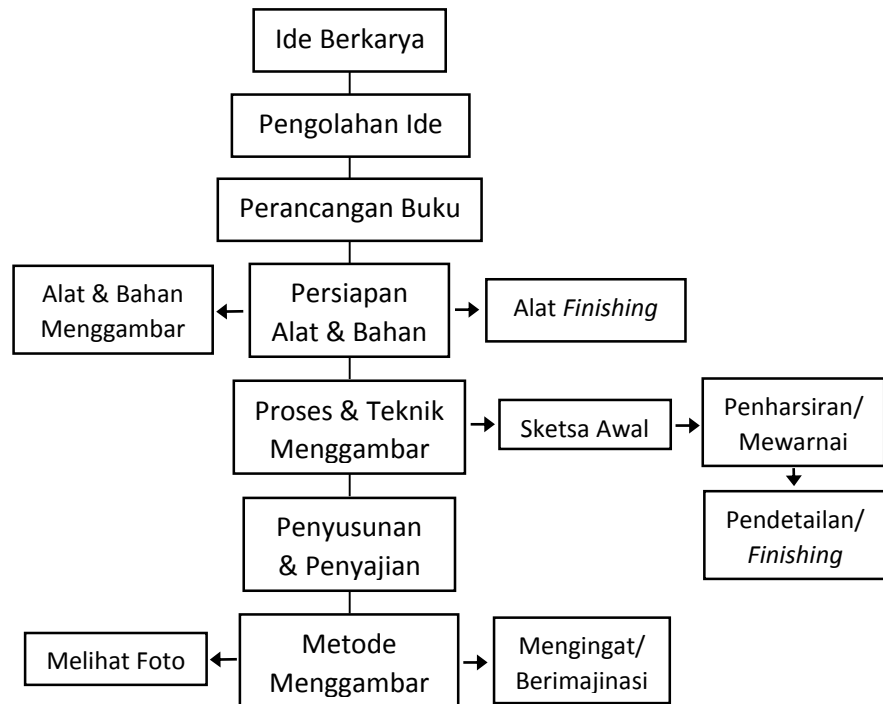 Ide Berkarya
Pengolahan Ide
Perancangan Buku
Alat & Bahan
Menggambar
Persiapan
Alat & Bahan
Alat Finishing
Proses & Teknik
Menggambar
Sketsa Awal
Penharsiran/
Mewarnai
Pendetailan/
Finishing
Penyusunan
& Penyajian
Melihat Foto
Metode
Menggambar
Mengingat/
Berimajinasi